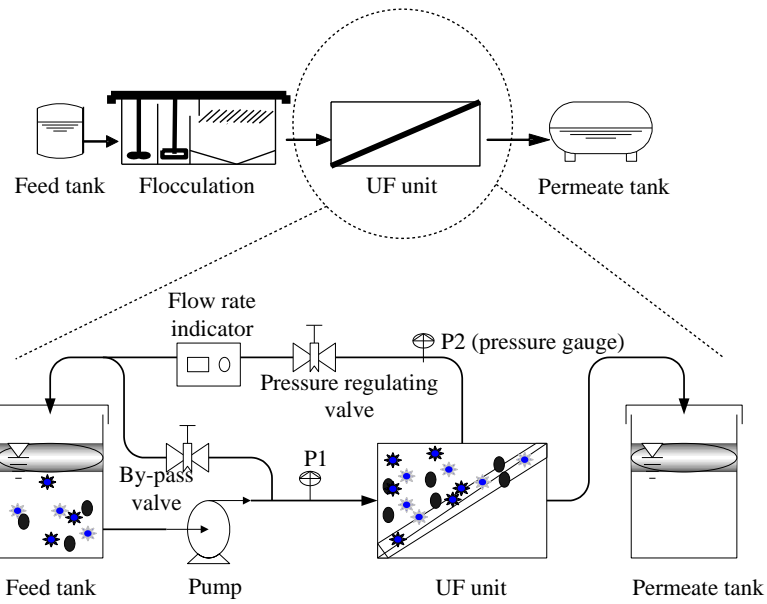 Feed tank
Flocculation
UF unit
Permeate tank
Flow rate
indicator
P2 (pressure gauge)
Pressure regulating
valve
By-pass
valve
P1
Feed tank
Pump
UF unit
Permeate tank